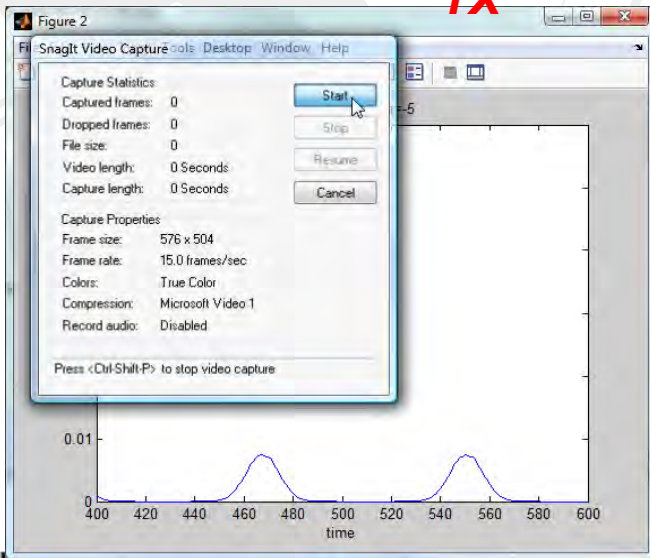 TX
Figure 2
SnagIt Video Capture
Tools Desktop Window Help
Capture Statistics
Captured frames: 0
Dropped frames: 0
File size: 0
Video length: 0 Seconds
Capture length: 0 Seconds
Start
Stop
Resume
Cancel
Capture Properties
Frame size: 576 x 504
Frame rate: 15.0 frames/sec
Colors: True Color
Compression: Microsoft Video 1
Record audio: Disabled
Press <Ctrl-Shift-P> to stop video capture
=-5
0.01
0
400 420 440 460 480 500 520 540 560 580 600
time